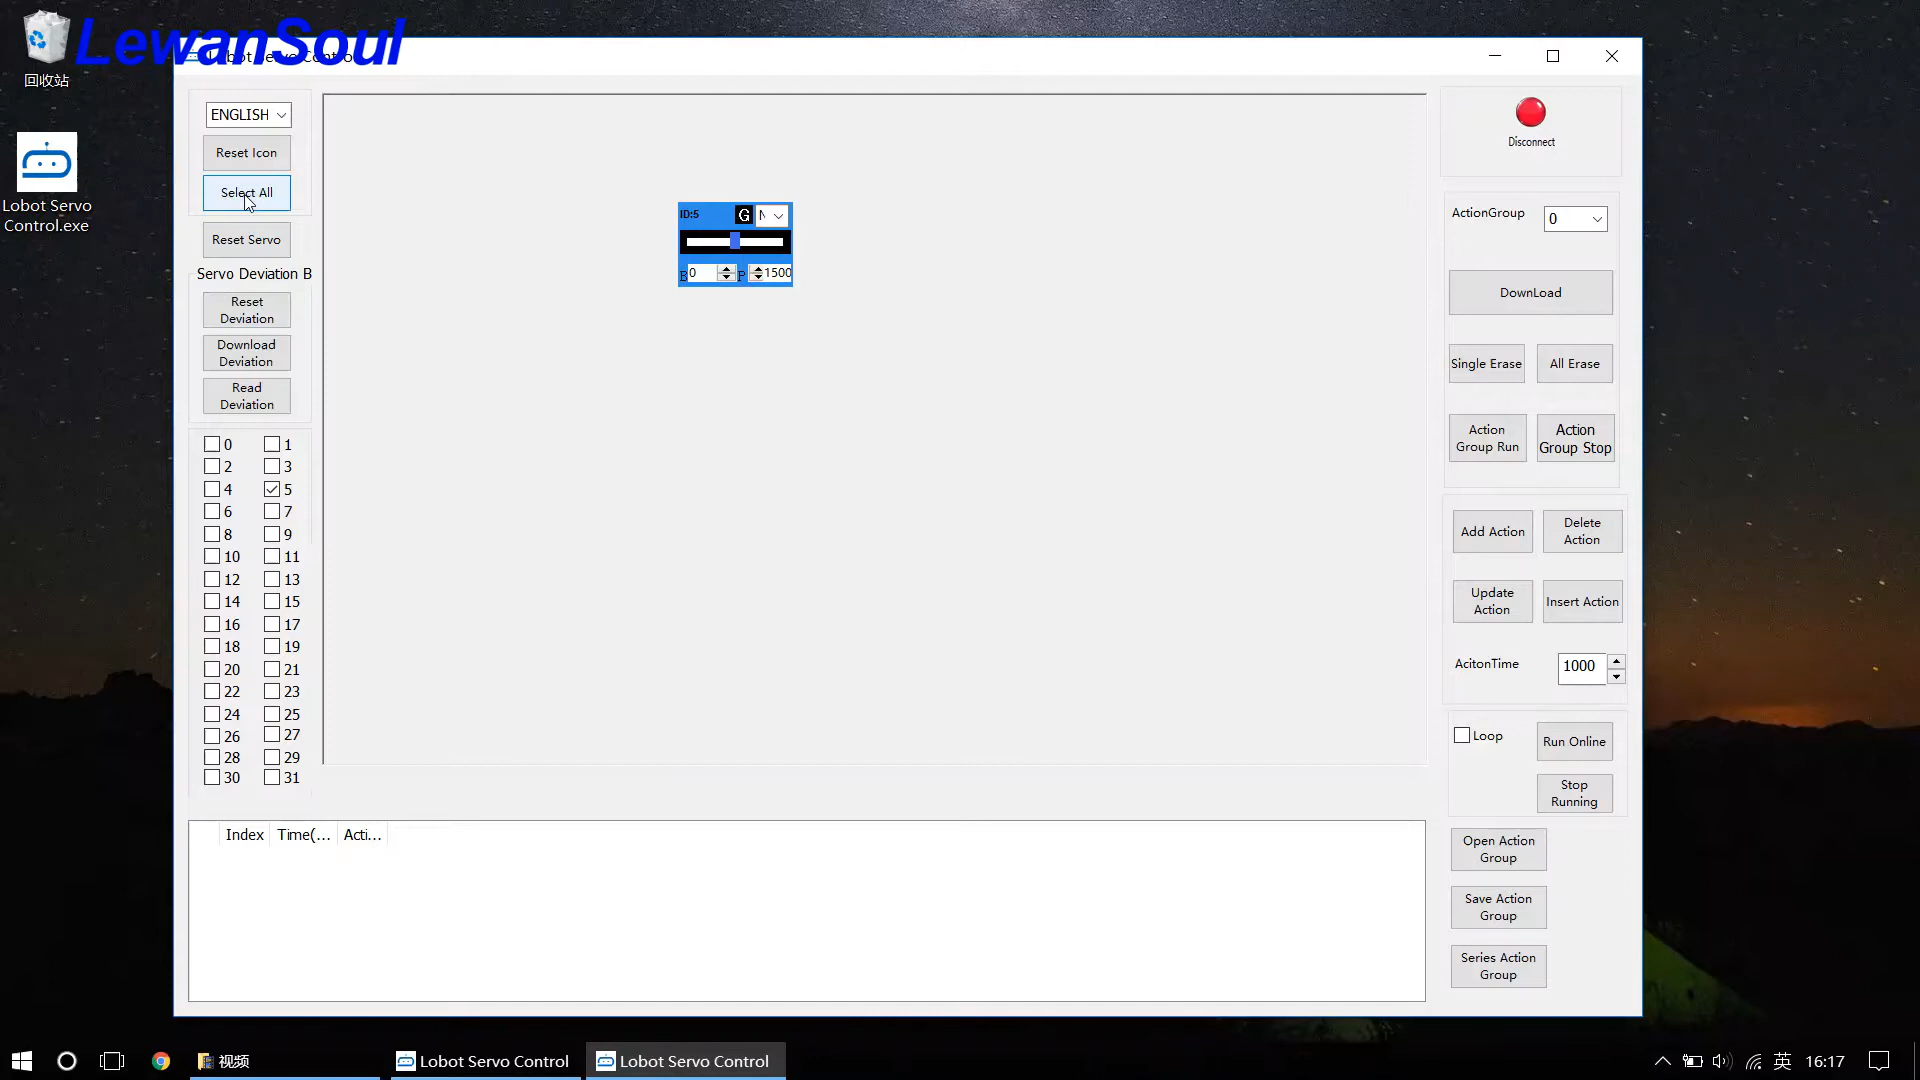 LewanSoul
回收站
Lobot Servo
Control.exe
ENGLISH
Reset Icon
Select All
Reset Servo
Servo Deviation B
Reset
Deviation
Download
Deviation
Read
Deviation
0 1
2 3
4 5
6 7
8 9
10 11
12 13
14 15
16 17
18 19
20 21
22 23
24 25
26 27
28 29
30 31
ID:5 G
0 P 1500
Disconnect
ActionGroup 0
DownLoad
Single Erase All Erase
Action
Group Run
Action
Group Stop
Add Action
Delete
Action
Update
Action
Insert Action
AcitonTime 1000
Loop Run Online
Stop
Running
Open Action
Group
Save Action
Group
Series Action
Group
Index Time(... Acti...
视频 Lobot Servo Control Lobot Servo Control 英 16:17